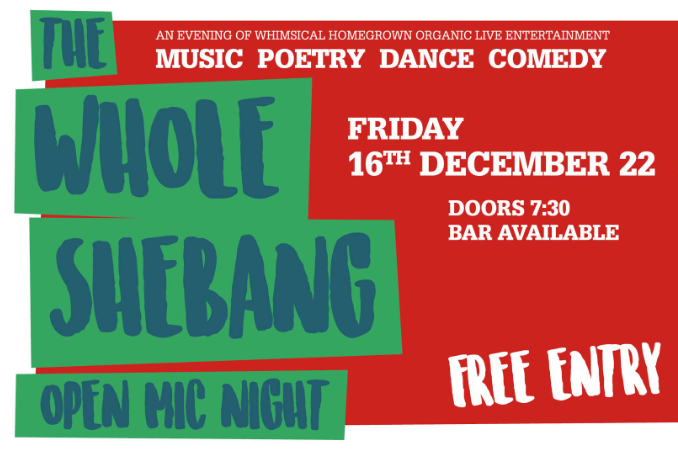 THE
WHOLE
SHEBANG
OPEN MIC NIGHT
AN EVENING OF WHIMSICAL HOMEGROWN ORGANIC LIVE ENTERTAINMENT
MUSIC POETRY DANCE COMEDY
FRIDAY
16TH DECEMBER 22
DOORS 7:30
BAR AVAILABLE
FREE ENTRY